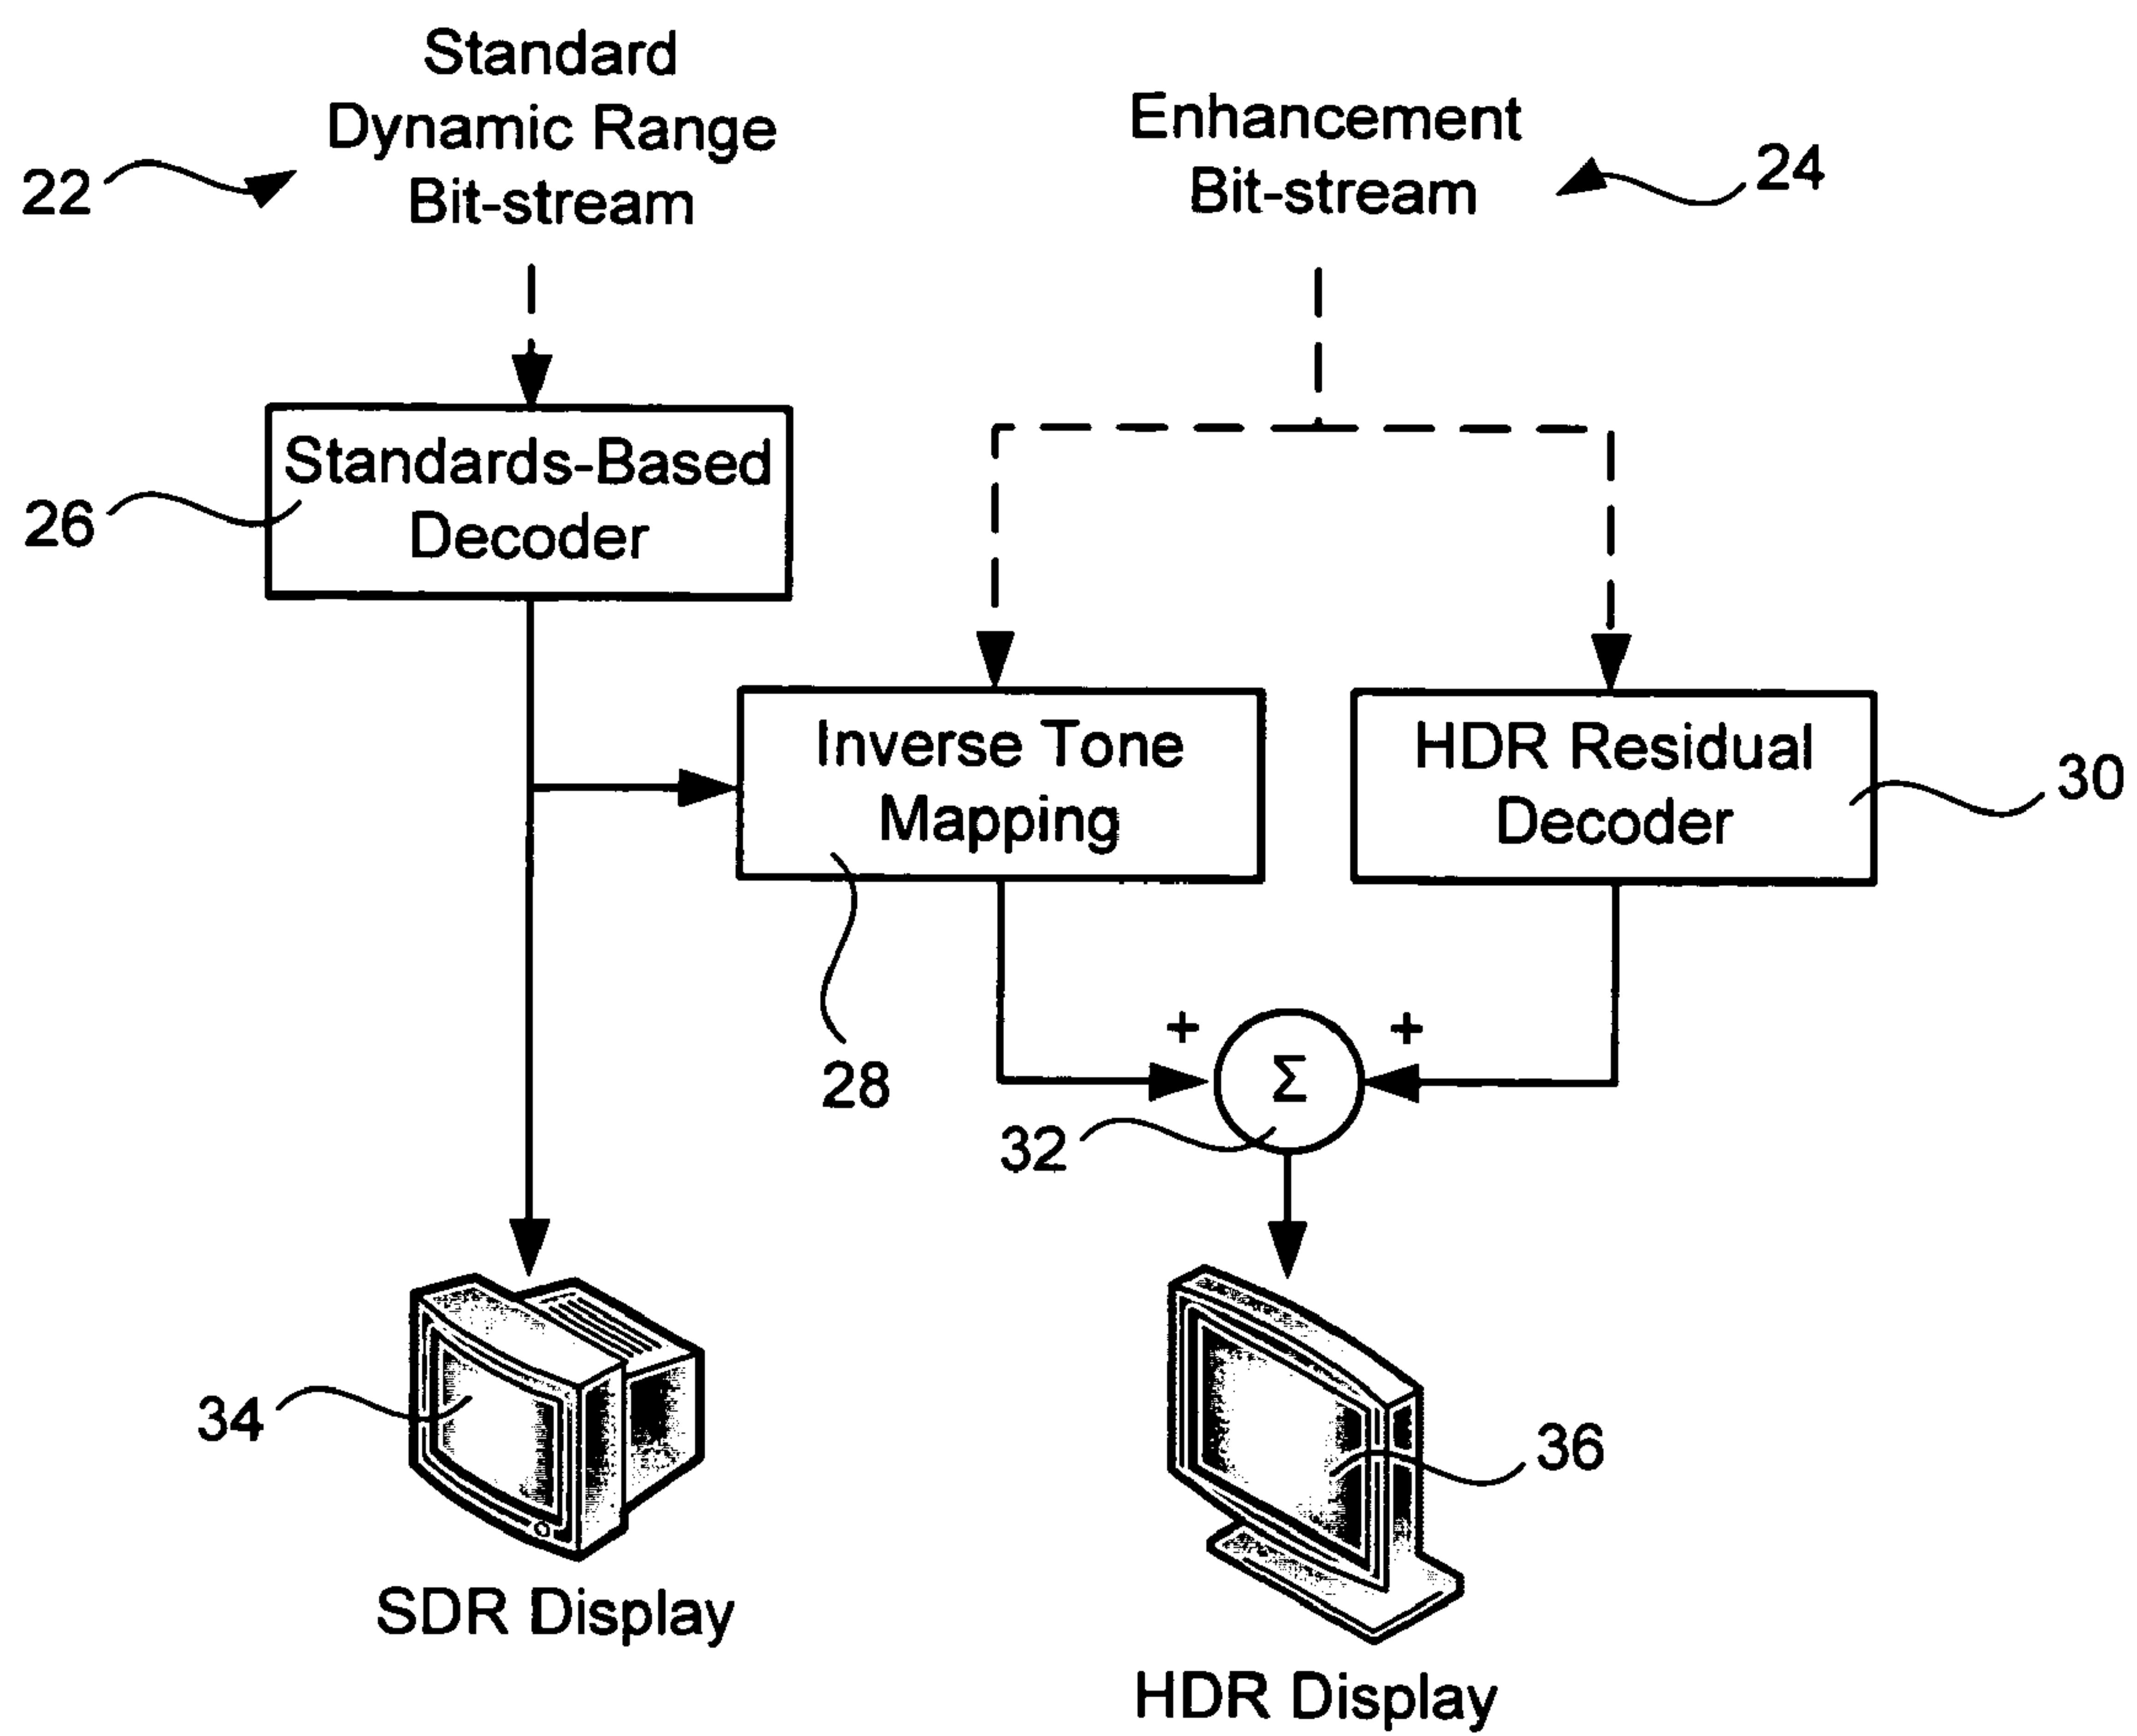 Standard
Dynamic Range
Bit-stream
22
Enhancement
Bit-stream
24
Standards-Based
Decoder
26
Inverse Tone
Mapping
28
HDR Residual
Decoder
30
+
+
Σ
32
34
36
SDR Display
HDR Display